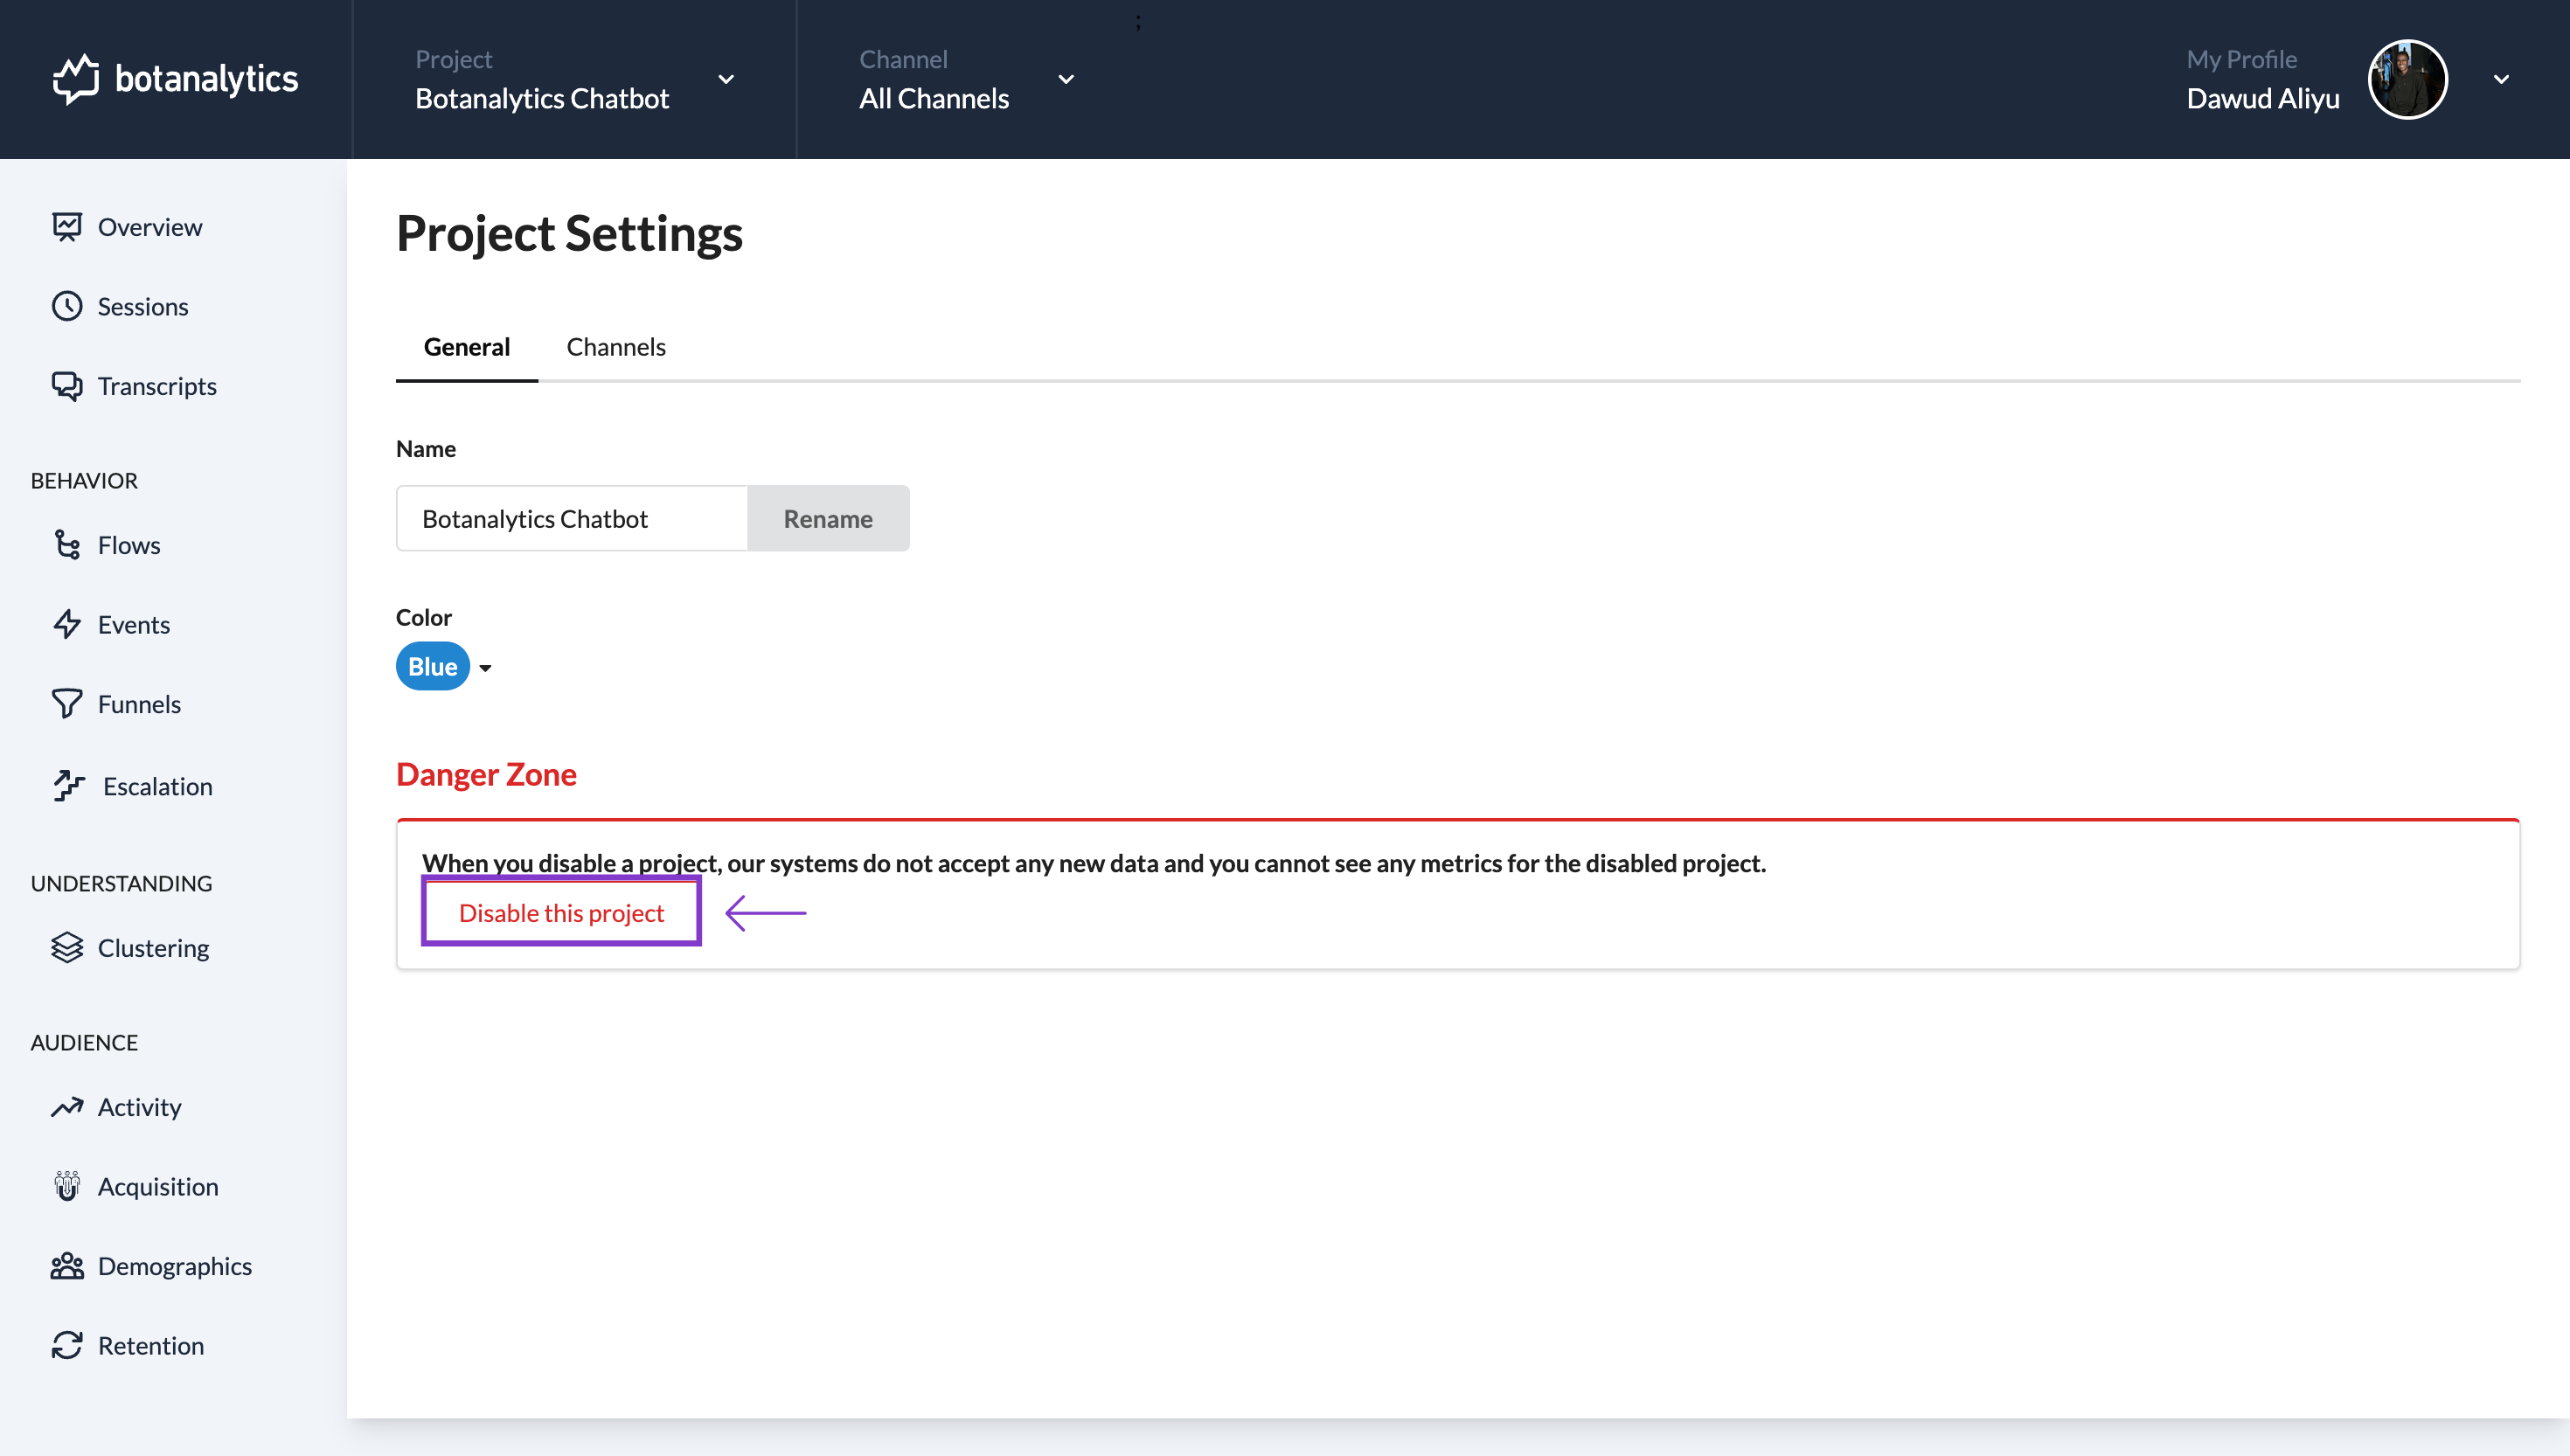 botanalytics
Project
Botanalytics Chatbot
Channel
All Channels
;
My Profile
Dawud Aliyu
Overview
Sessions
Transcripts
BEHAVIOR
Flows
Events
Funnels
Escalation
UNDERSTANDING
Clustering
AUDIENCE
Activity
Acquisition
Demographics
Retention
Project Settings
General
Channels
Name
Botanalytics Chatbot
Rename
Color
Blue
Danger Zone
When you disable a project, our systems do not accept any new data and you cannot see any metrics for the disabled project.
Disable this project